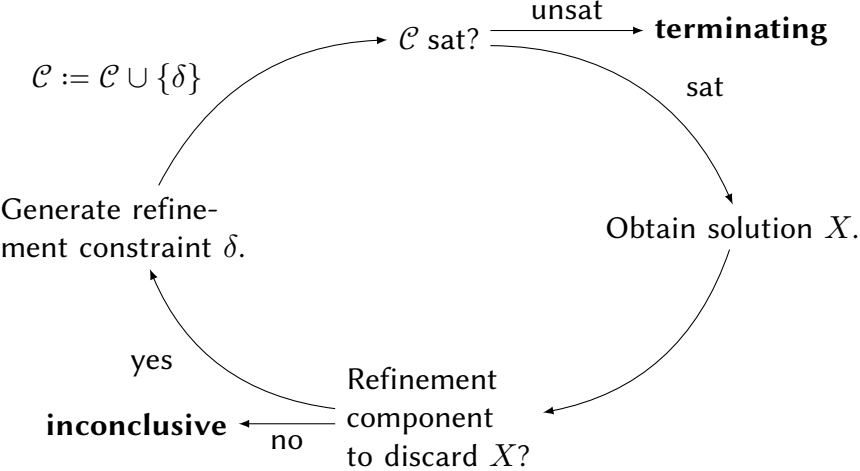 unsat
𝒞 sat?
terminating
𝒞 := 𝒞 ∪ {δ}
sat
Generate refine-
ment constraint δ.
Obtain solution X.
yes
Refinement
component
to discard X?
inconclusive
no